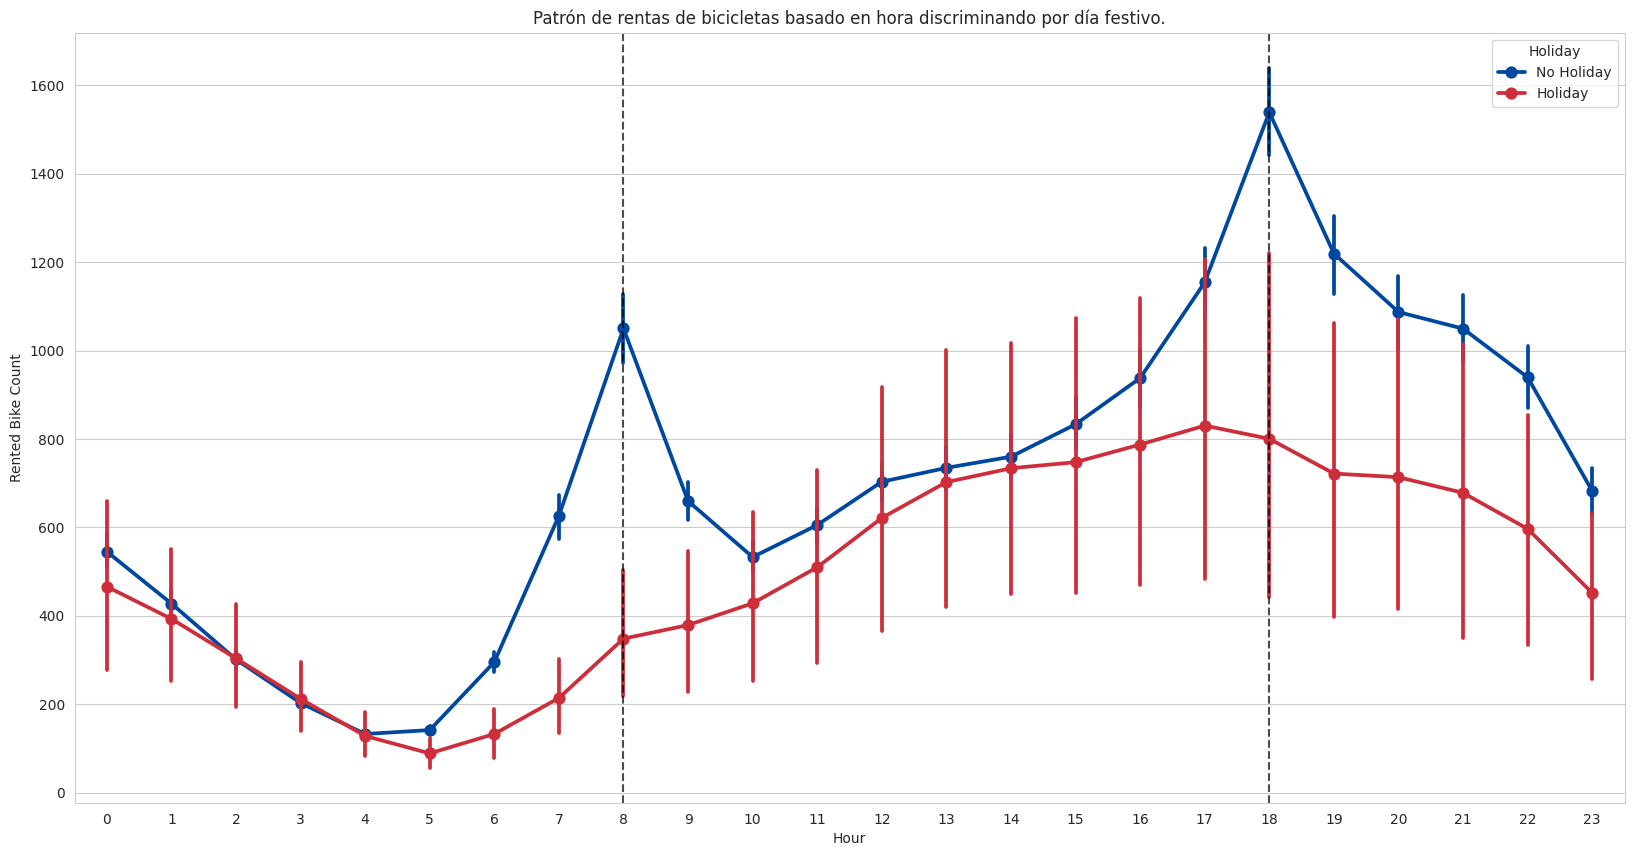 Patrón de rentas de bicicletas basado en hora discriminando por día festivo.
Holiday
No Holiday
Holiday
Rented Bike Count
1600
1400
1200
1000
800
600
400
200
0
0 1 2 3 4 5 6 7 8 9 10 11 12 13 14 15 16 17 18 19 20 21 22 23
Hour